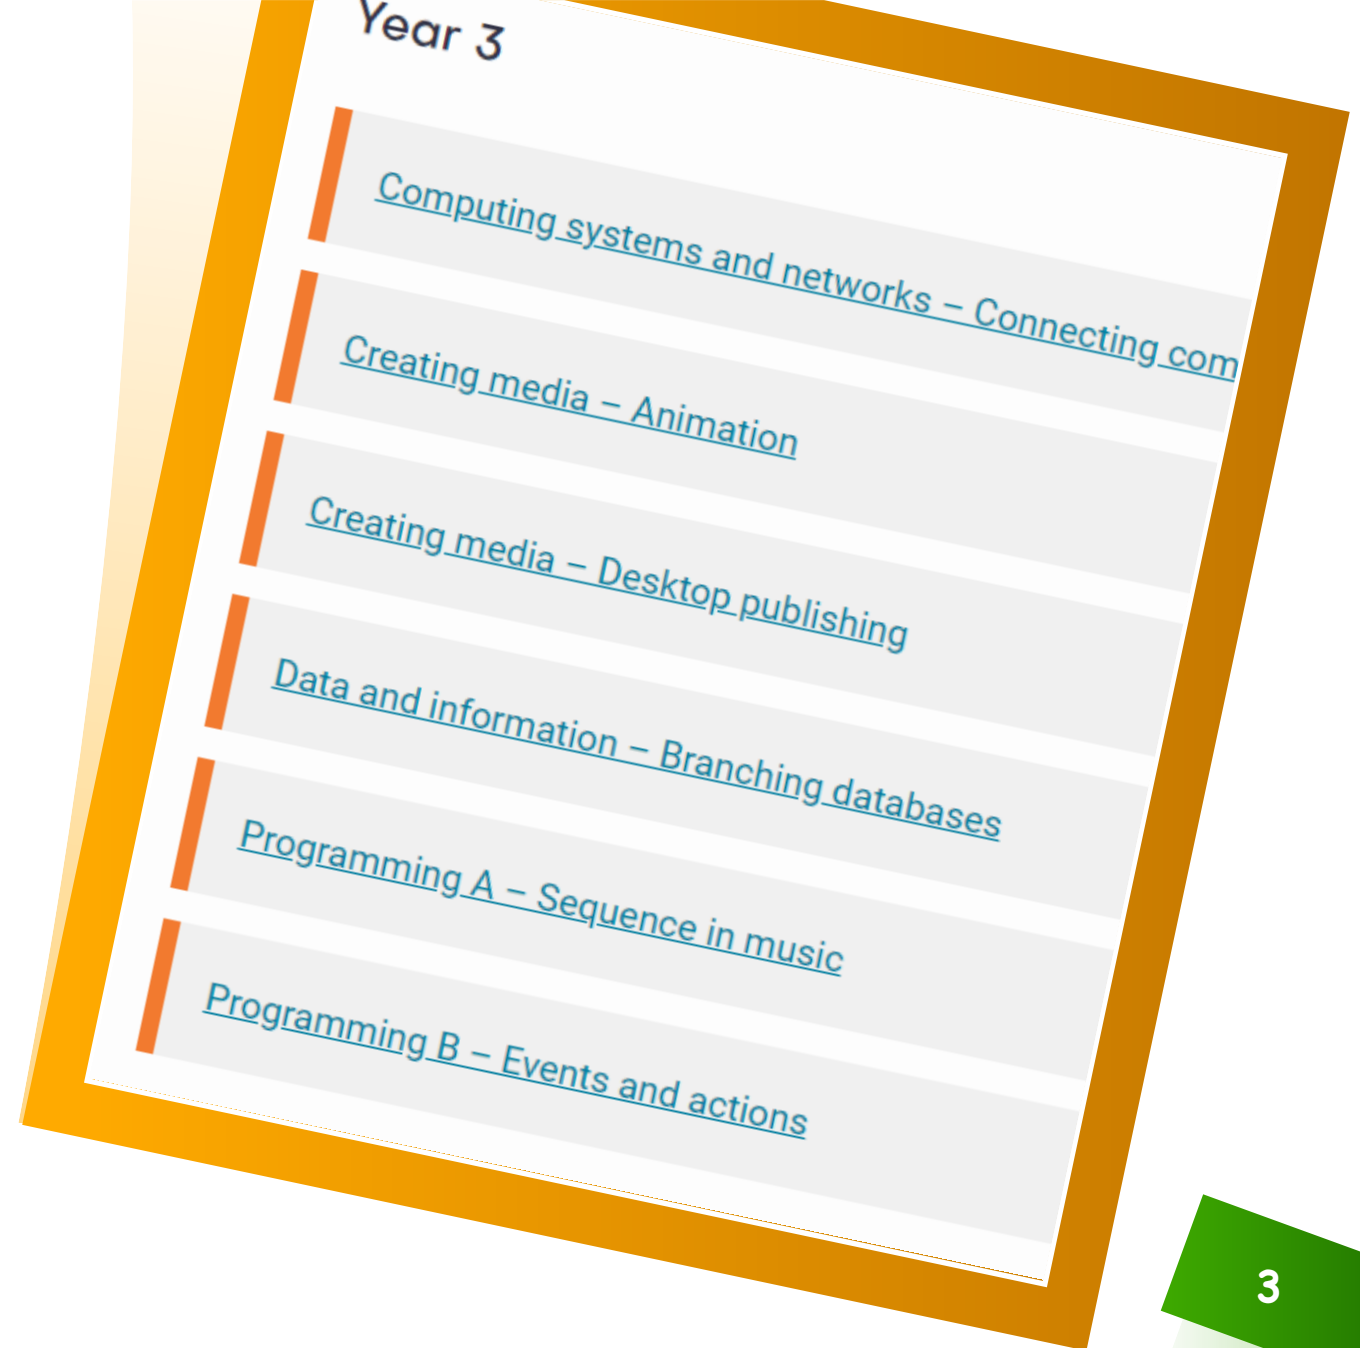 Year 3
Computing systems and networks – Connecting com
Creating media – Animation
Creating media – Desktop publishing
Data and information – Branching databases
Programming A – Sequence in music
Programming B – Events and actions
3